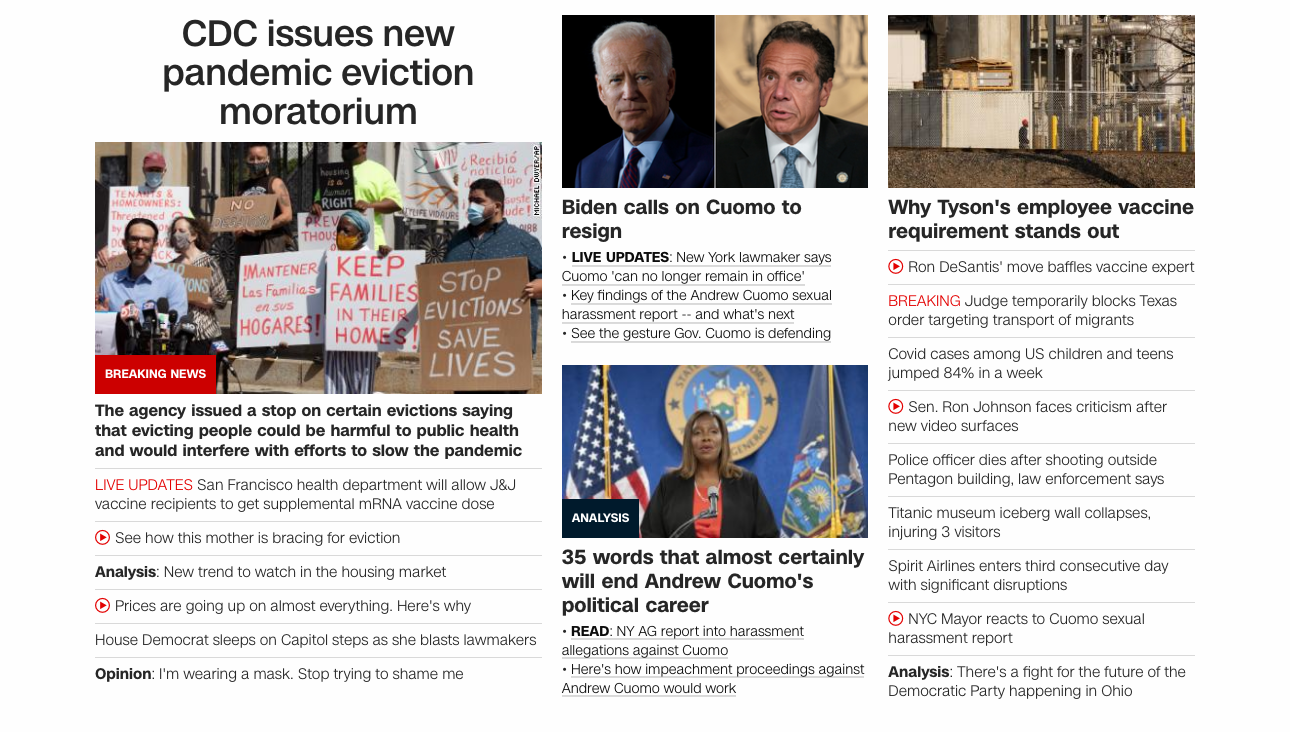 CDC issues new
pandemic eviction
moratorium
MICHAEL DWYER/AP
TENANTS &
HOMEOWNERS:
Threatened
NO
housing
is a
human
RIGHT
¿Recibió
noticia
¡MANTENER
Las Familias
en sus
HOGARES!
KEEP
FAMILIES
IN THEIR
HOMES!
STOP
EVICTIONS
SAVE
LIVES
BREAKING NEWS
The agency issued a stop on certain evictions saying
that evicting people could be harmful to public health
and would interfere with efforts to slow the pandemic
LIVE UPDATES San Francisco health department will allow J&J
vaccine recipients to get supplemental mRNA vaccine dose
See how this mother is bracing for eviction
Analysis: New trend to watch in the housing market
Prices are going up on almost everything. Here's why
House Democrat sleeps on Capitol steps as she blasts lawmakers
Opinion: I'm wearing a mask. Stop trying to shame me
Biden calls on Cuomo to
resign
• LIVE UPDATES: New York lawmaker says
Cuomo 'can no longer remain in office'
• Key findings of the Andrew Cuomo sexual
harassment report -- and what's next
• See the gesture Gov. Cuomo is defending
ANALYSIS
35 words that almost certainly
will end Andrew Cuomo's
political career
• READ: NY AG report into harassment
allegations against Cuomo
• Here's how impeachment proceedings against
Andrew Cuomo would work
Why Tyson's employee vaccine
requirement stands out
Ron DeSantis' move baffles vaccine expert
BREAKING Judge temporarily blocks Texas
order targeting transport of migrants
Covid cases among US children and teens
jumped 84% in a week
Sen. Ron Johnson faces criticism after
new video surfaces
Police officer dies after shooting outside
Pentagon building, law enforcement says
Titanic museum iceberg wall collapses,
injuring 3 visitors
Spirit Airlines enters third consecutive day
with significant disruptions
NYC Mayor reacts to Cuomo sexual
harassment report
Analysis: There's a fight for the future of the
Democratic Party happening in Ohio